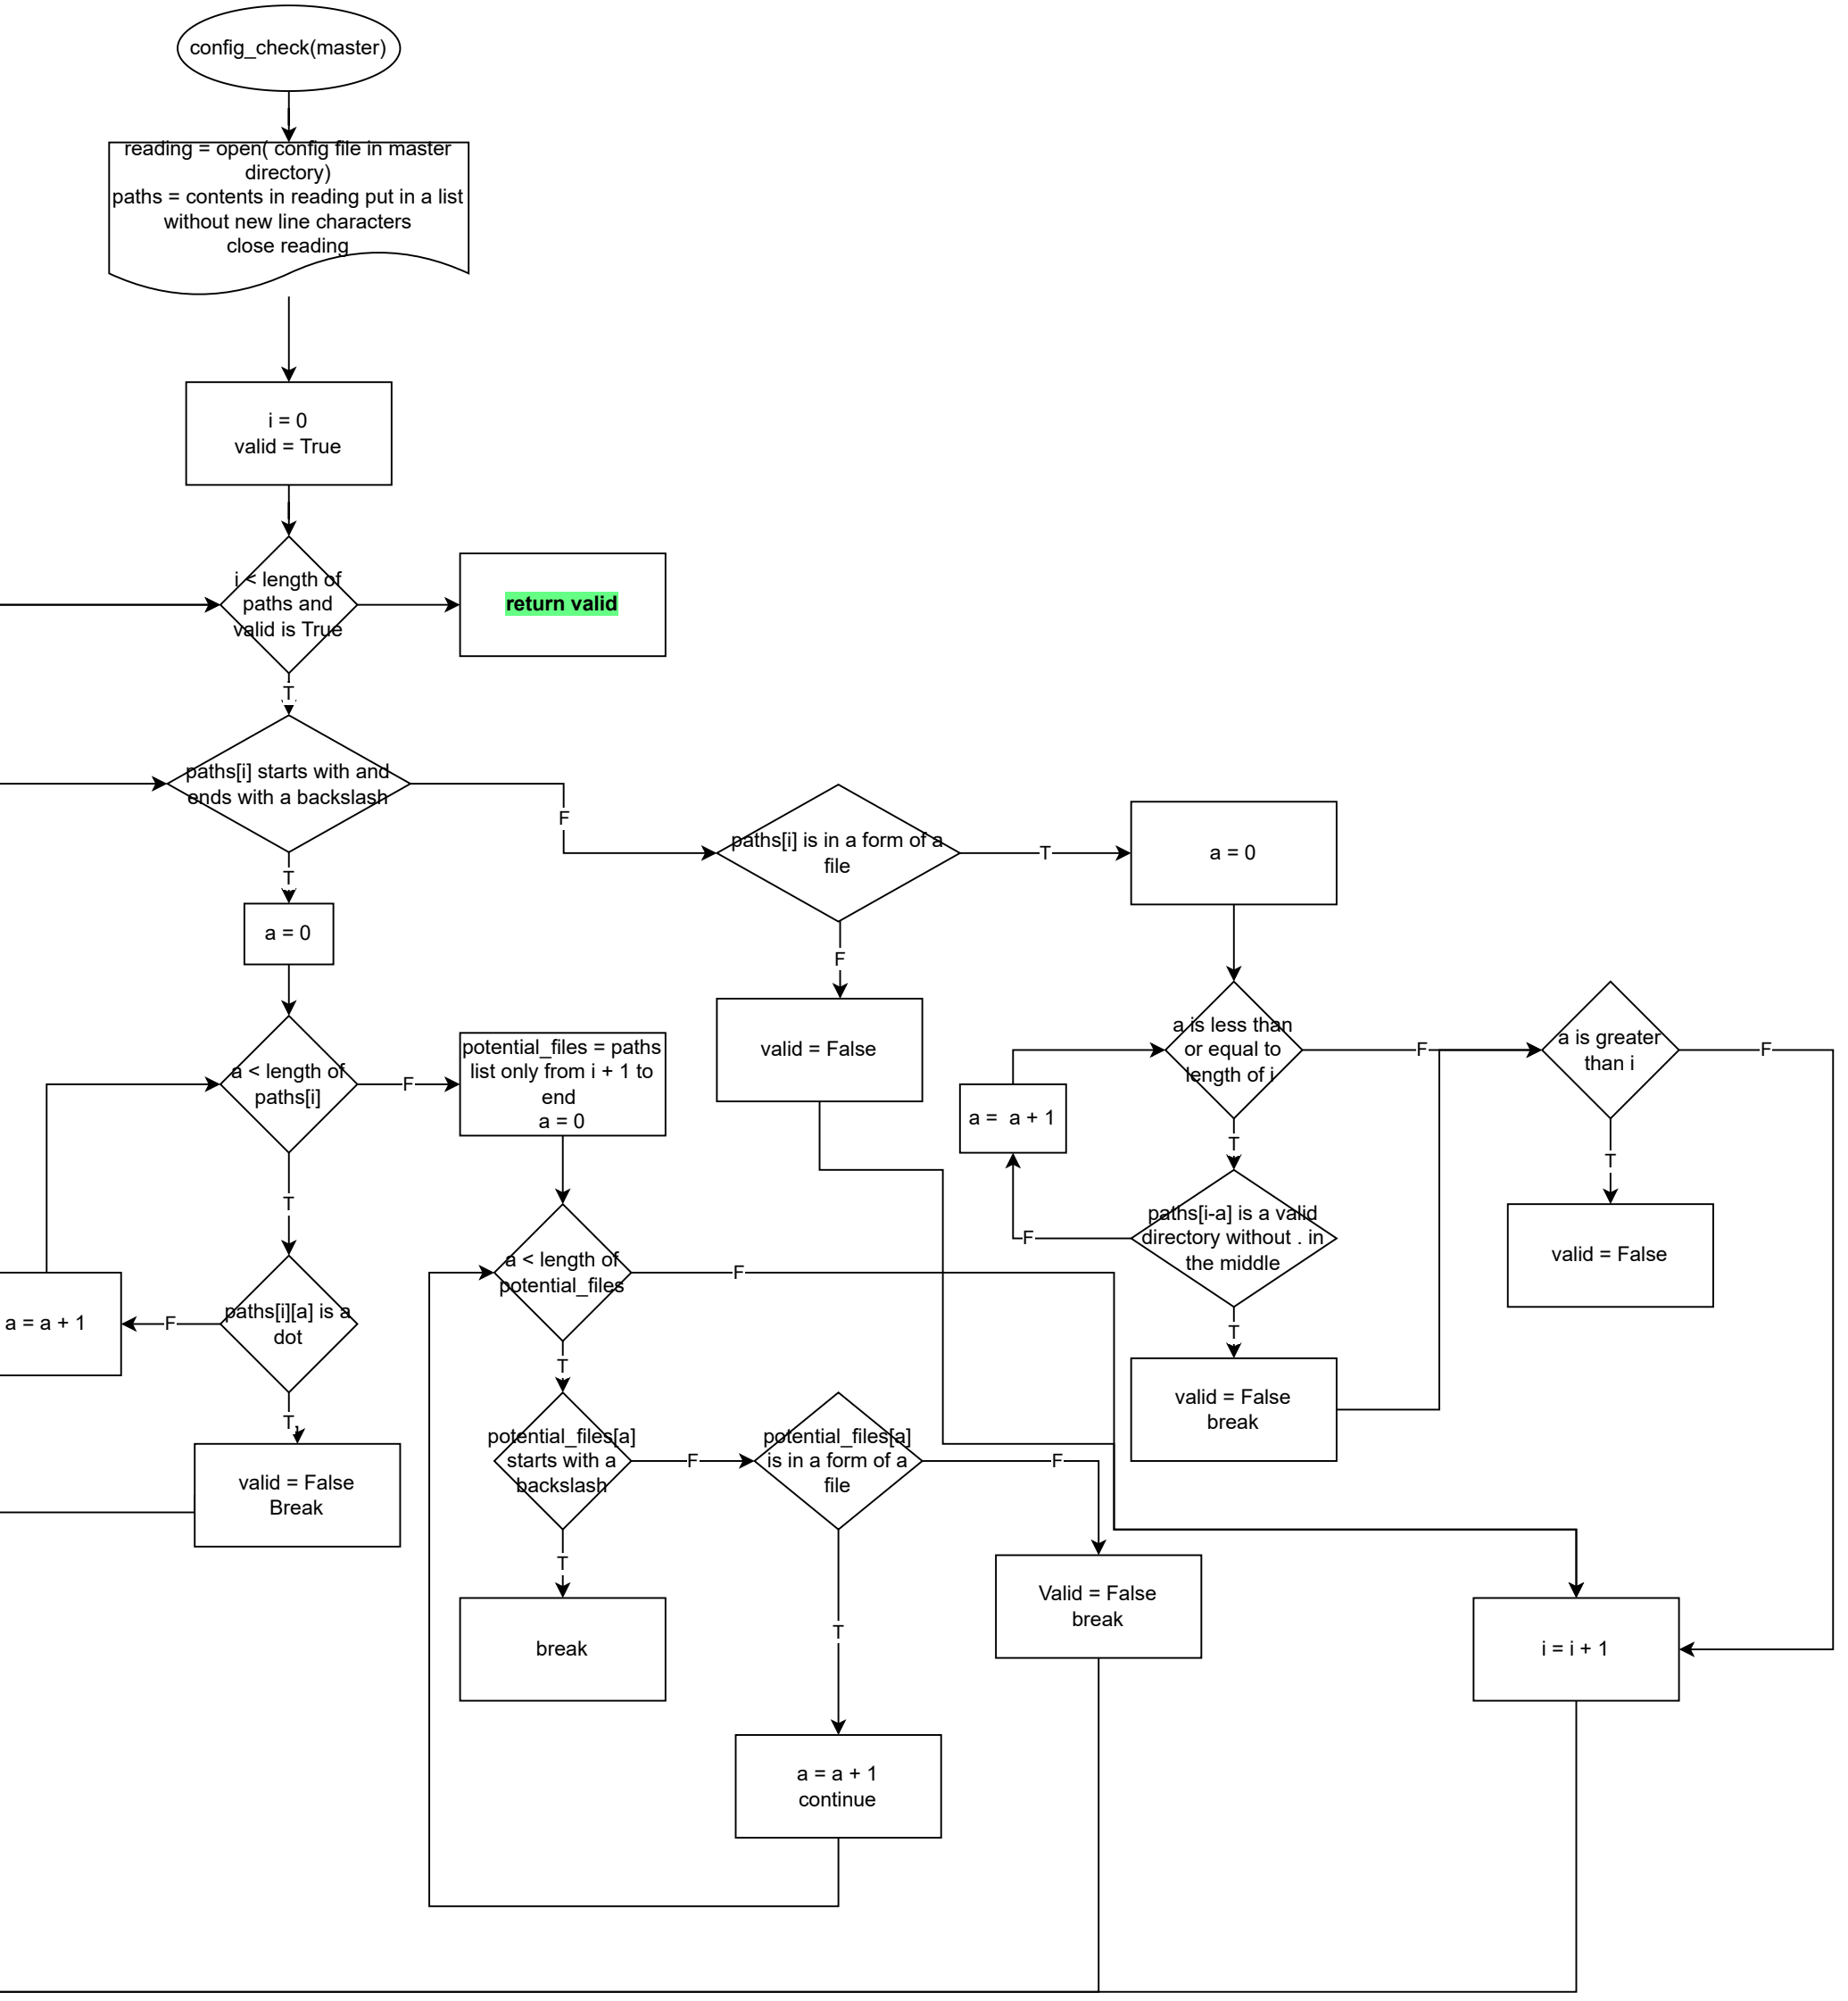 config_check(master)
reading = open( config file in master
directory)
paths = contents in reading put in a list
without new line characters
close reading
i = 0
valid = True
i < length of
paths and
valid is True
return valid
T
paths[i] starts with and
ends with a backslash
F
T
paths[i] is in a form of a
file
T
F
a = 0
a = 0
a < length of
paths[i]
F
T
potential_files = paths
list only from i + 1 to
end
a = 0
valid = False
a is less than
or equal to
length of i
F
T
a = a + 1
a is greater
than i
F
T
valid = False
paths[i-a] is a valid
directory without . in
the middle
F
T
valid = False
break
a = a + 1
F
paths[i][a] is a
dot
T
valid = False
Break
a < length of
potential_files
F
T
potential_files[a]
starts with a
backslash
F
T
break
potential_files[a]
is in a form of a
file
F
T
Valid = False
break
a = a + 1
continue
i = i + 1